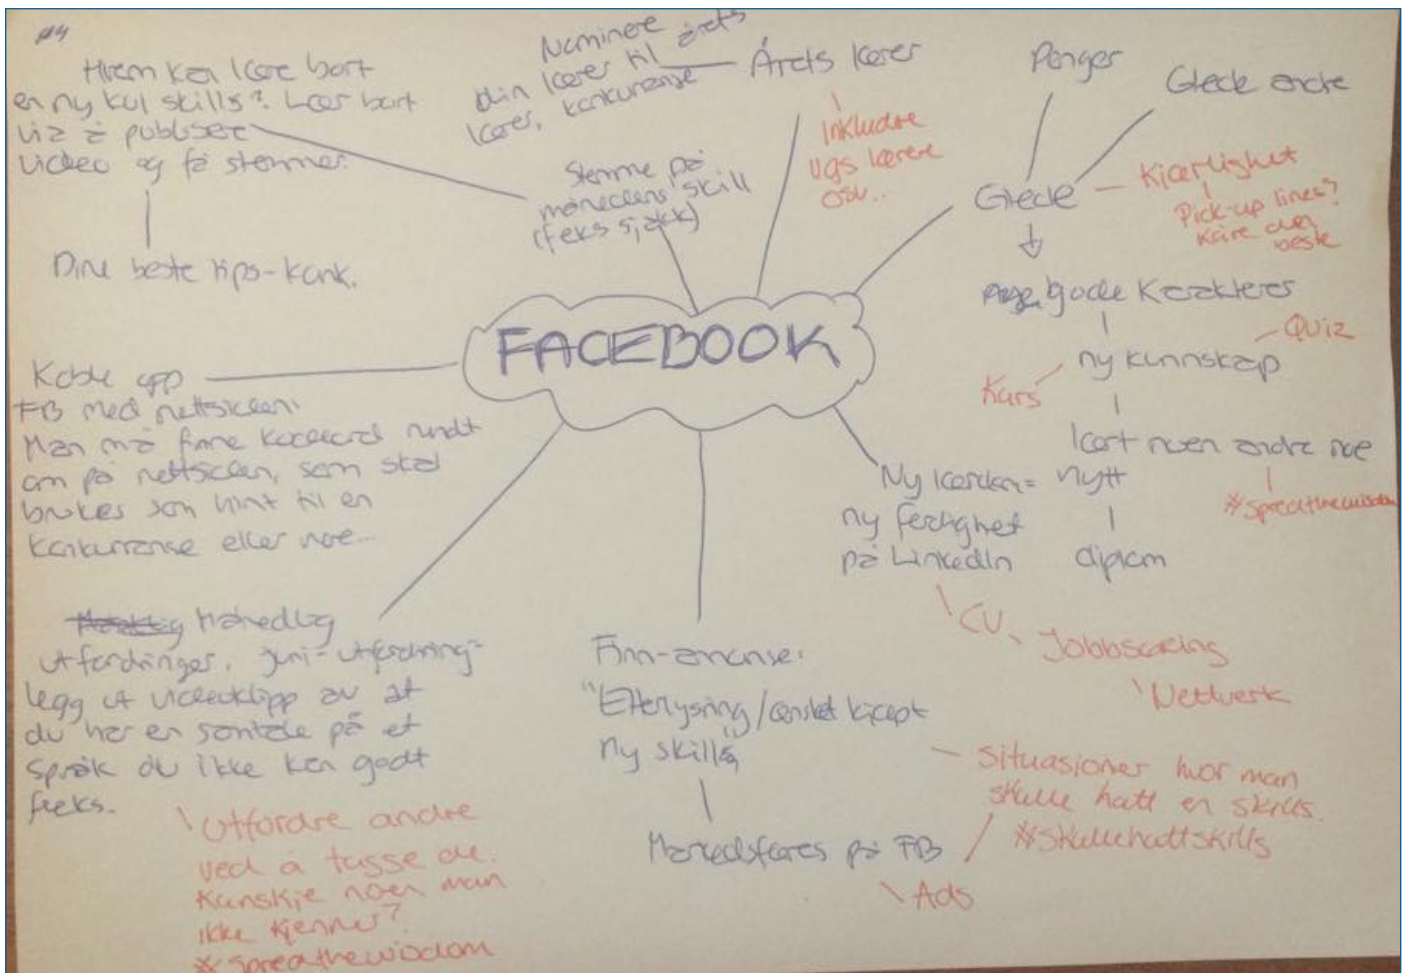 #4
Hvem kan lære bort
en ny kul skills? Lær bort
via å publisere
video og få stemmer.
Dine beste tips-konk.
Nominere
din lærer til årets
lærer, konkurranse
Årets lærer
Inkludre
vgs lærere
osv..
Stemme på
månedens skill
(feks sjakk)
Penger
Glede andre
Glede
Kjærlighet
Pick-up lines?
Kåre den
beste
gode karakterer
ny kunnskap
Quiz
Kurs
lært noen andre noe
#spreathewisdom
nytt
diplom
FACEBOOK
Koble opp
FB med nettsiden.
Man må finne kodeord rundt
om på nettsiden, som skal
brukes som hint til en
konkurranse eller noe...
Ny lærdom=
ny ferdighet
på LinkedIn
CV
Jobbsøking
Nettverk
Månedlig
utfordringer. juni-utfordring-
legg ut videoklipp av at
du har en samtale på et
språk du ikke kan godt
feks.
Utfordre andre
ved å tagge de.
Kanskje noen man
ikke kjenner?
#spreathewisdom
Finn-annonse:
"Etterlysning/ønsket kjøpt
ny skills"
Markedsføres på FB
Ads
situasjoner hvor man
skulle hatt en skills.
#skullehattskills